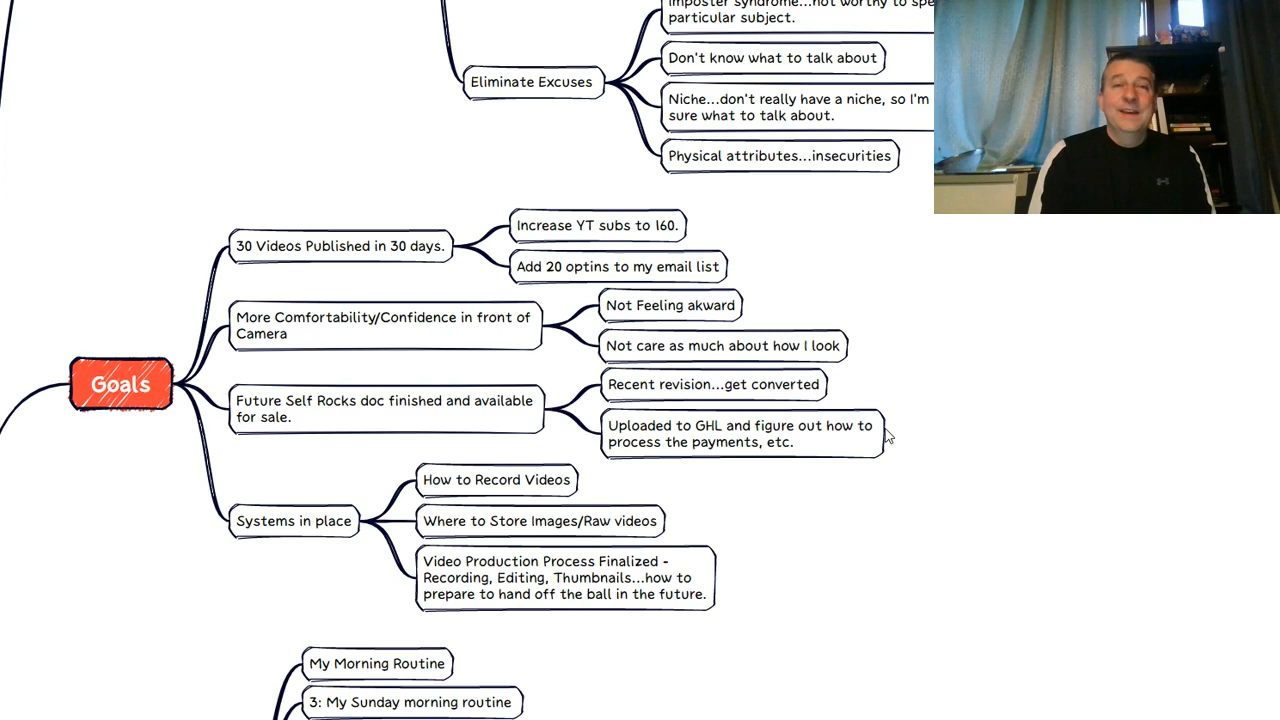 Imposter syndrome...not worthy to spe
particular subject.
Don't know what to talk about
Eliminate Excuses
Niche...don't really have a niche, so I'm
sure what to talk about.
Physical attributes...insecurities
Increase YT subs to 160.
30 Videos Published in 30 days.
Add 20 optins to my email list
Not Feeling akward
More Comfortability/Confidence in front of
Camera
Not care as much about how I look
Goals
Recent revision...get converted
Future Self Rocks doc finished and available
for sale.
Uploaded to GHL and figure out how to
process the payments, etc.
How to Record Videos
Systems in place
Where to Store Images/Raw videos
Video Production Process Finalized -
Recording, Editing, Thumbnails...how to
prepare to hand off the ball in the future.
My Morning Routine
3: My Sunday morning routine